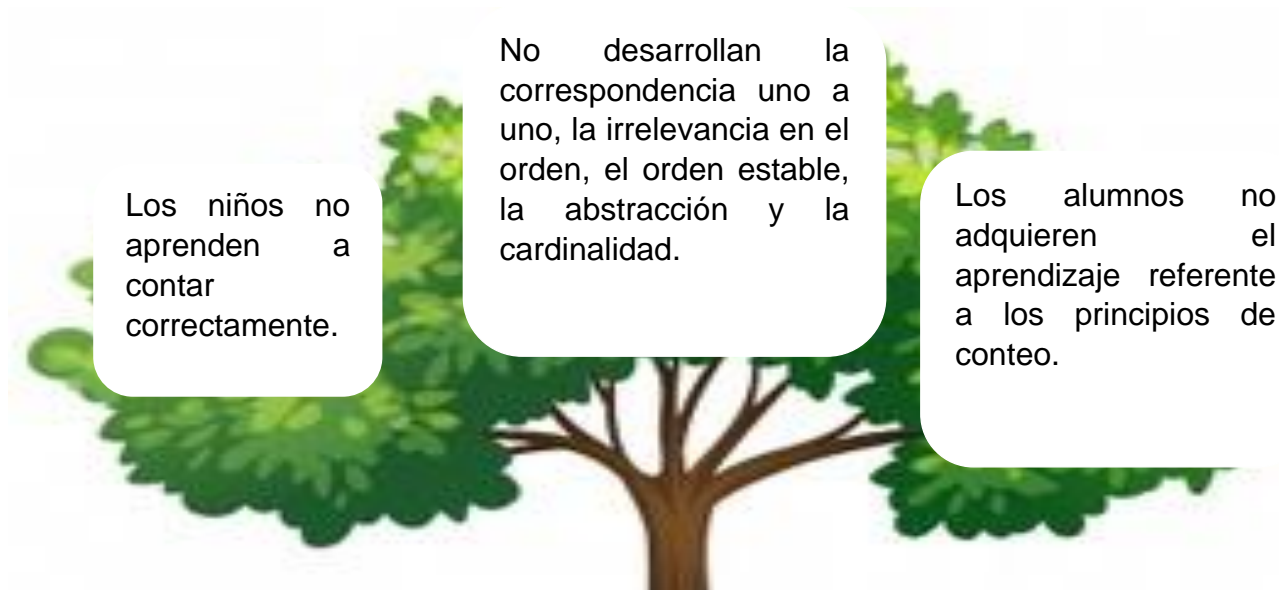 Los niños no
aprenden a
contar
correctamente.
No desarrollan la
correspondencia uno a
uno, la irrelevancia en el
orden, el orden estable,
la abstracción y la
cardinalidad.
Los alumnos no
adquieren el
aprendizaje referente
a los principios de
conteo.